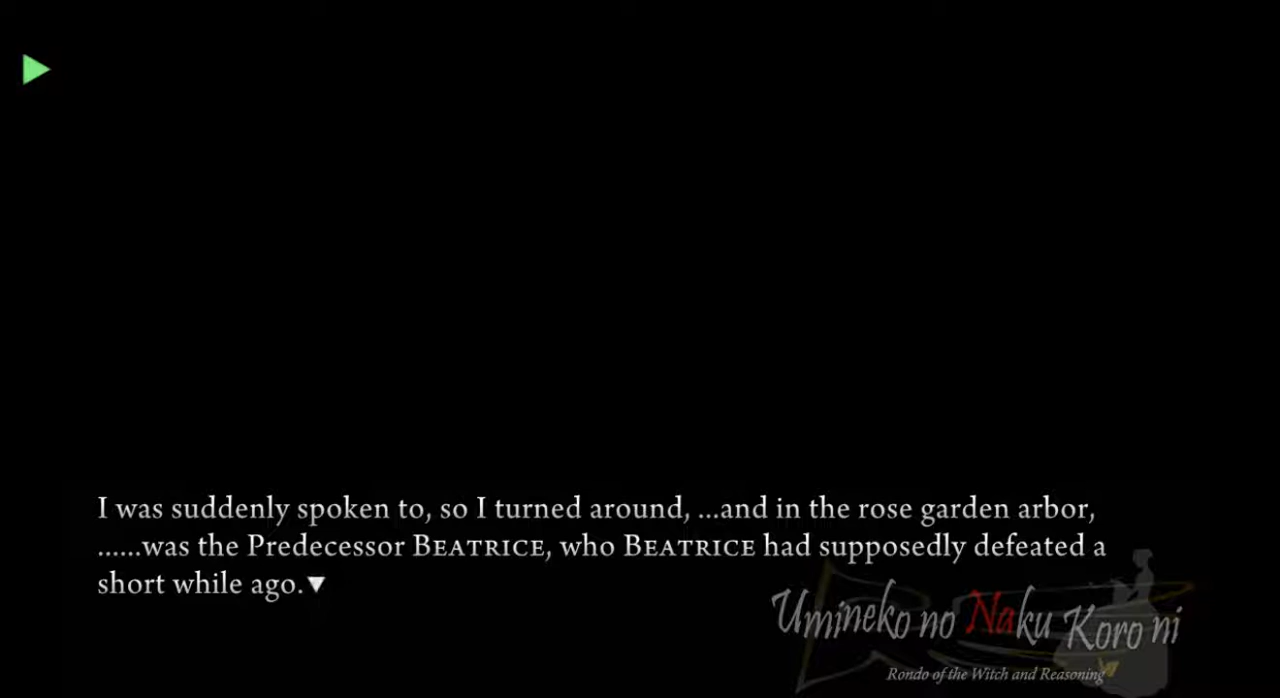 I was suddenly spoken to, so I turned around, ...and in the rose garden arbor,
......was the Predecessor BEATRICE, who BEATRICE had supposedly defeated a
short while ago.
Umineko no Naku Koro ni
Rondo of the Witch and Reasoning